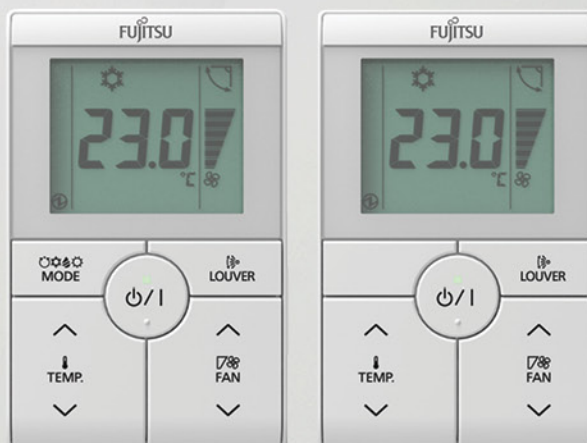 FUJITSU
23.0
°C
MODE
LOUVER
TEMP.
FAN
FUJITSU
23.0
°C
LOUVER
TEMP.
FAN